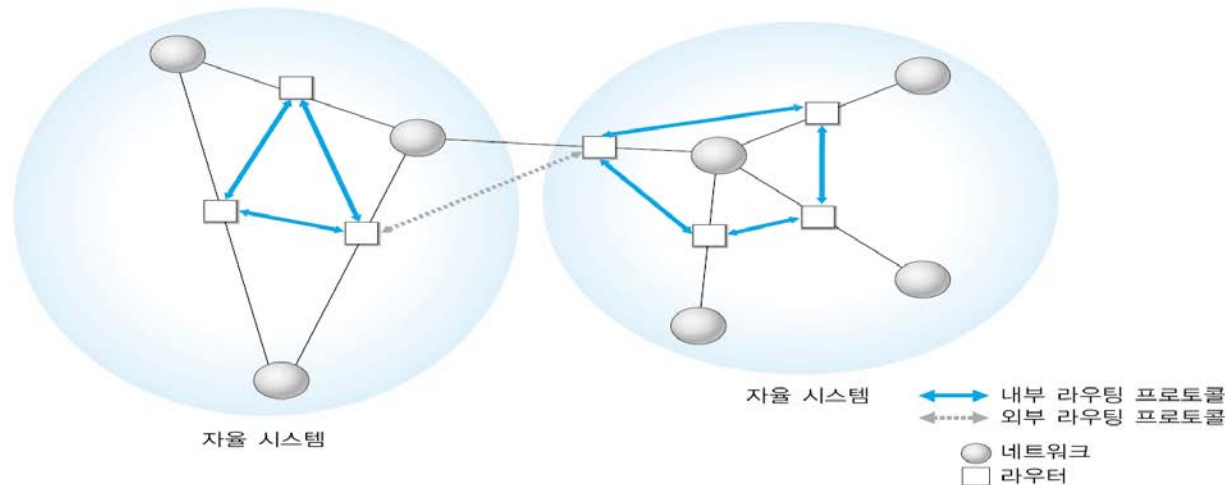 자율 시스템
자율 시스템
내부 라우팅 프로토콜
외부 라우팅 프로토콜
네트워크
라우터